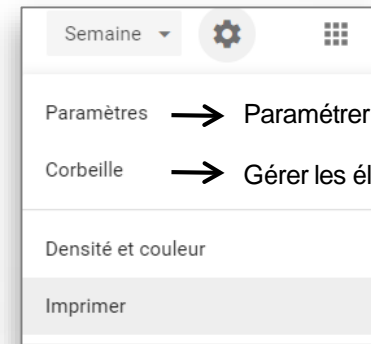 Semaine
Paramètres Paramétrer
Corbeille Gérer les él
Densité et couleur
Imprimer